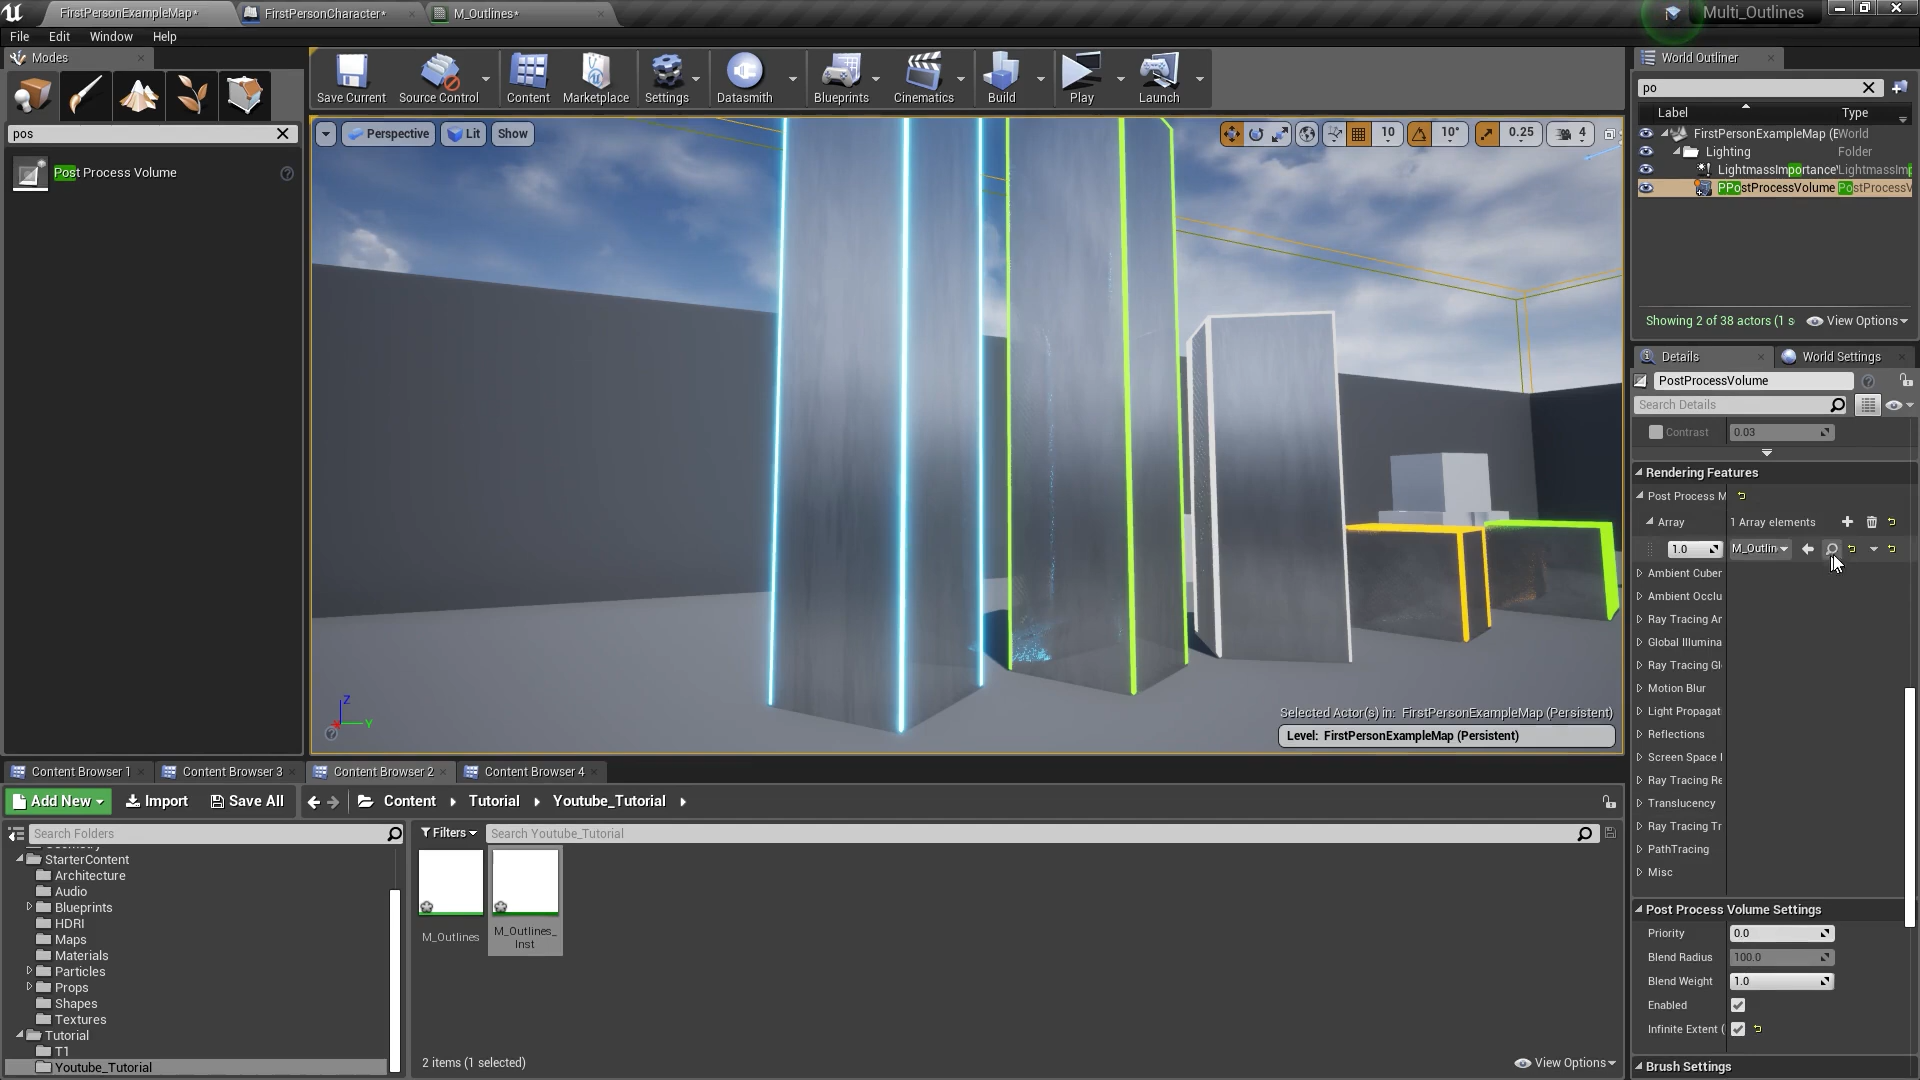 FirstPersonExampleMap*
FirstPersonCharacter*
M_Outlines*
Multi_Outlines
File Edit Window Help
Modes
pos
Post Process Volume
Save Current
Source Control
Content
Marketplace
Settings
Datasmith
Blueprints
Cinematics
Build
Play
Launch
Perspective
Lit
Show
10
10°
0.25
4
Z
Y
Selected Actor(s) in: FirstPersonExampleMap (Persistent)
Level: FirstPersonExampleMap (Persistent)
World Outliner
po
Label Type
FirstPersonExampleMap (E World
Lighting Folder
LightmassImportance LightmassImp
PPostProcessVolume PostProcessV
Showing 2 of 38 actors (1 s
View Options
Details
World Settings
PostProcessVolume
Search Details
Contrast 0.03
Rendering Features
Post Process M
Array 1 Array elements
1.0 M_Outlin
Ambient Cuber
Ambient Occlu
Ray Tracing Ar
Global Illumina
Ray Tracing Gl
Motion Blur
Light Propagat
Reflections
Screen Space
Ray Tracing Re
Translucency
Ray Tracing Tr
PathTracing
Misc
Post Process Volume Settings
Priority 0.0
Blend Radius 100.0
Blend Weight 1.0
Enabled
Infinite Extent (
Brush Settings
Content Browser 1
Content Browser 3
Content Browser 2
Content Browser 4
Add New
Import
Save All
Content
Tutorial
Youtube_Tutorial
Search Folders
StarterContent
Architecture
Audio
Blueprints
HDRI
Maps
Materials
Particles
Props
Shapes
Textures
Tutorial
T1
Youtube_Tutorial
Filters
Search Youtube_Tutorial
M_Outlines
M_Outlines_
Inst
2 items (1 selected)
View Options